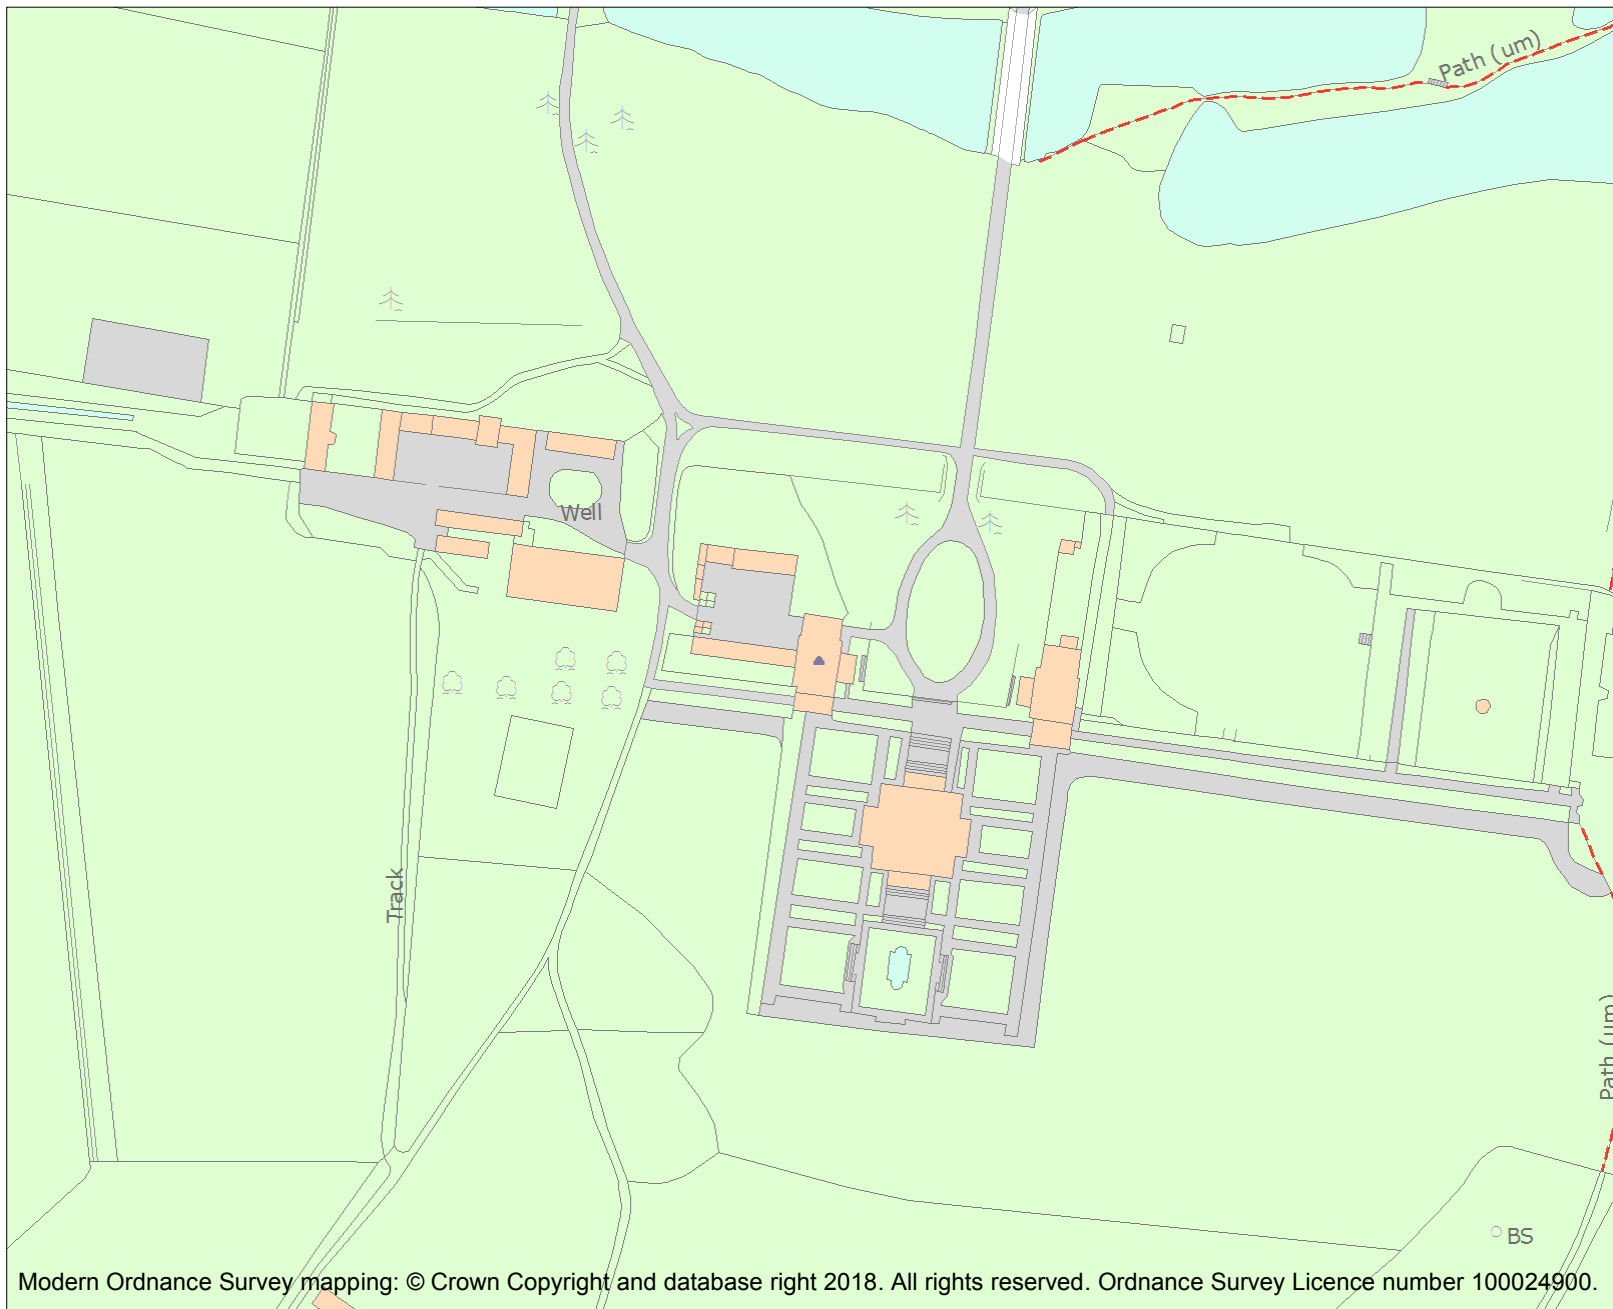 Path (um)
Well
Track
Path (um)
BS
Modern Ordnance Survey mapping: © Crown Copyright and database right 2018. All rights reserved. Ordnance Survey Licence number 100024900.